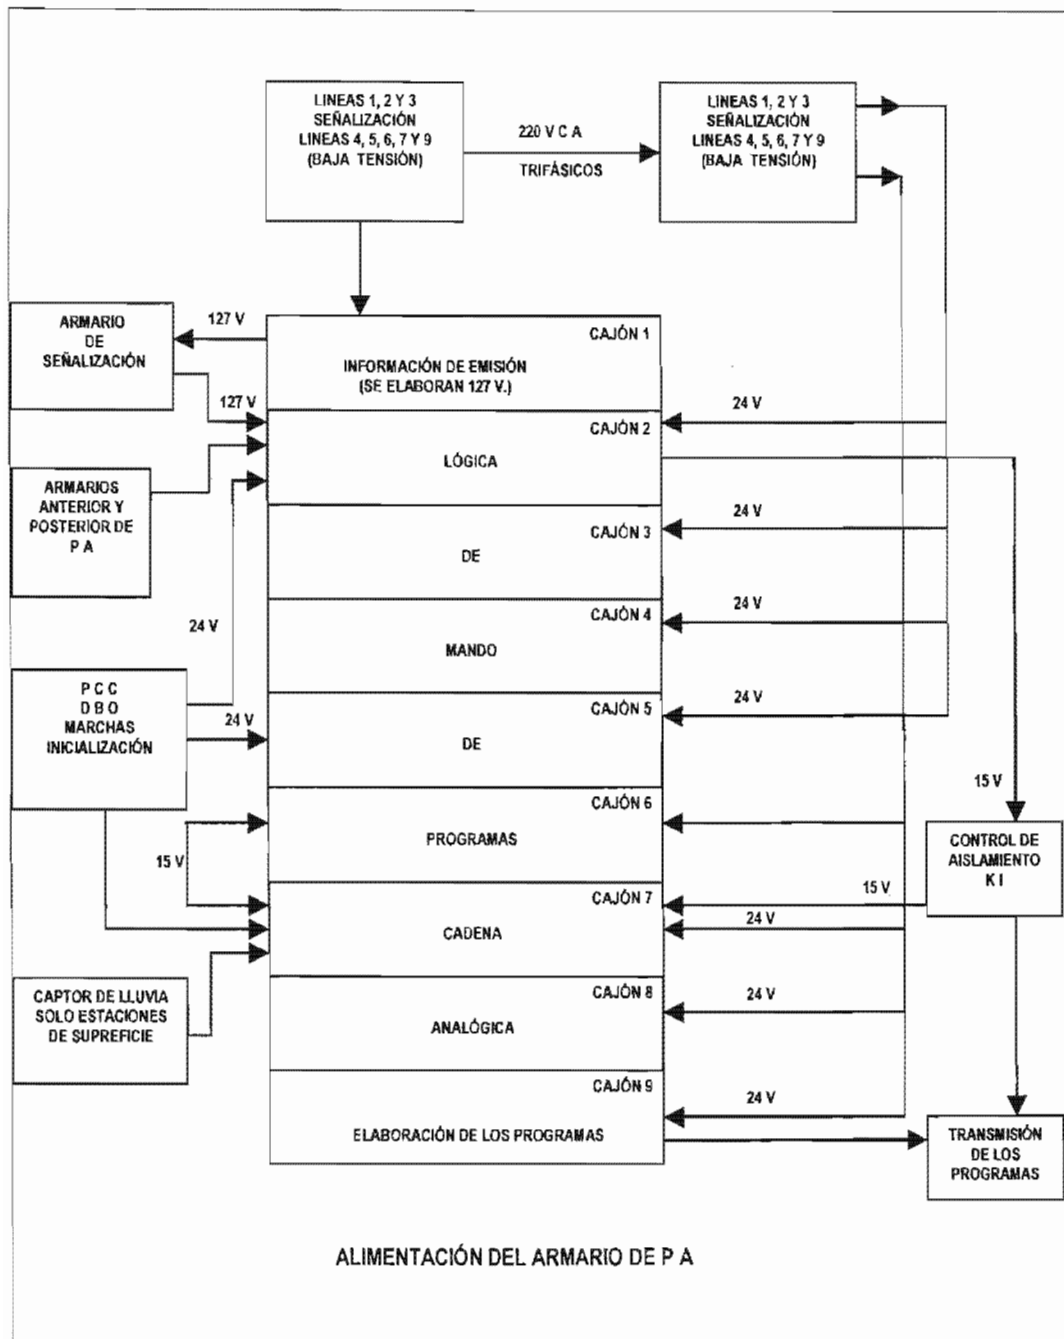 LINEAS 1, 2 Y 3
SEÑALIZACIÓN
LINEAS 4, 5, 6, 7 Y 9
(BAJA TENSIÓN)
220 V C A
TRIFÁSICOS
LINEAS 1, 2 Y 3
SEÑALIZACIÓN
LINEAS 4, 5, 6, 7 Y 9
(BAJA TENSIÓN)
ARMARIO
DE
SEÑALIZACIÓN
127 V
127 V
CAJÓN 1
INFORMACIÓN DE EMISIÓN
(SE ELABORAN 127 V.)
24 V
CAJÓN 2
LÓGICA
ARMARIOS
ANTERIOR Y
POSTERIOR DE
P A
CAJÓN 3
DE
24 V
24 V
CAJÓN 4
MANDO
24 V
P C C
D B O
MARCHAS
INICIALIZACIÓN
24 V
CAJÓN 5
DE
24 V
15 V
CAJÓN 6
PROGRAMAS
15 V
CONTROL DE
AISLAMIENTO
K I
CAJÓN 7
CADENA
15 V
24 V
CAPTOR DE LLUVIA
SOLO ESTACIONES
DE SUPREFICIE
CAJÓN 8
ANALÓGICA
24 V
CAJÓN 9
ELABORACIÓN DE LOS PROGRAMAS
24 V
TRANSMISIÓN
DE LOS
PROGRAMAS
ALIMENTACIÓN DEL ARMARIO DE P A